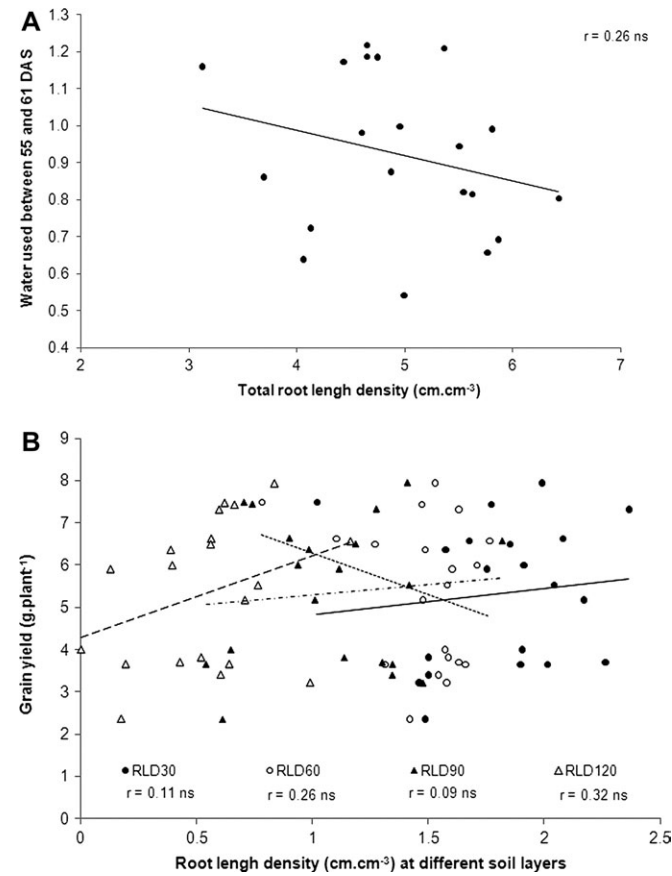 A
r = 0.26 ns
Water used between 55 and 61 DAS
1.3
1.2
1.1
1.0
0.9
0.8
0.7
0.6
0.5
0.4
2 3 4 5 6 7
Total root lengh density (cm.cm-3)
B
Grain yield (g.plant-1)
9
8
7
6
5
4
3
2
1
0
RLD30 RLD60 RLD90 RLD120
r = 0.11 ns r = 0.26 ns r = 0.09 ns r = 0.32 ns
0 0.5 1 1.5 2 2.5
Root lengh density (cm.cm-3) at different soil layers